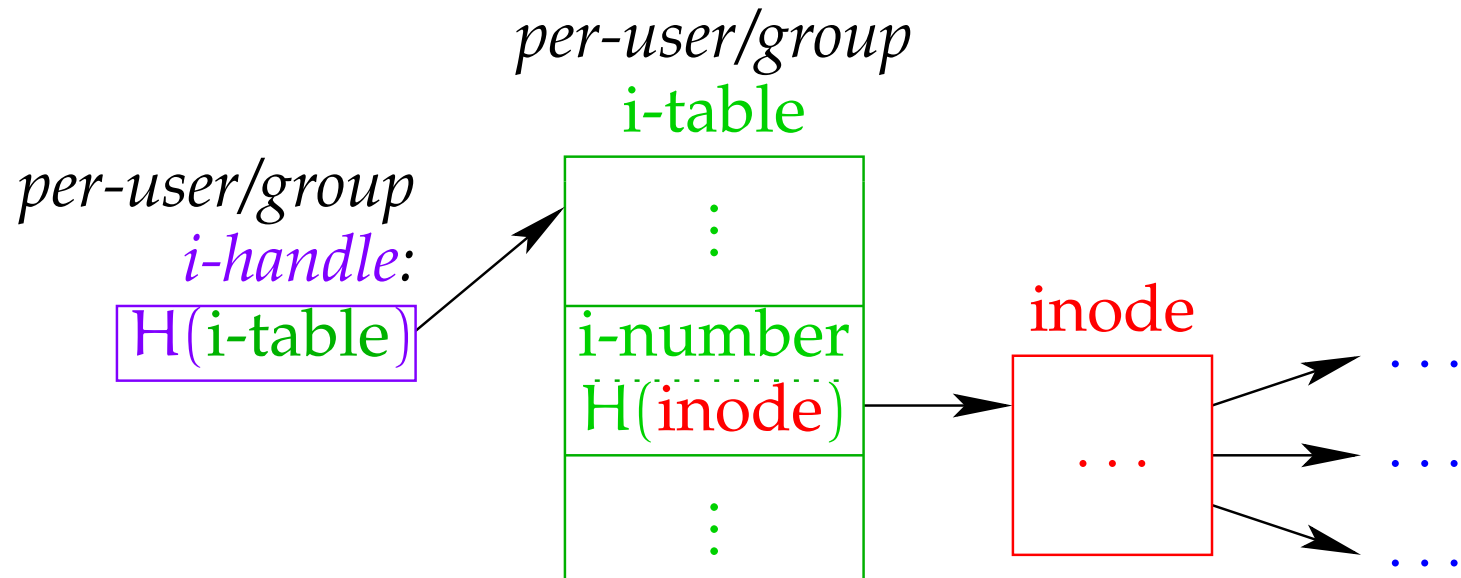 per-user/group
i-table
per-user/group
i-handle:
H(i-table)
⋮
i-number
H(inode)
⋮
inode
...
...
...
...